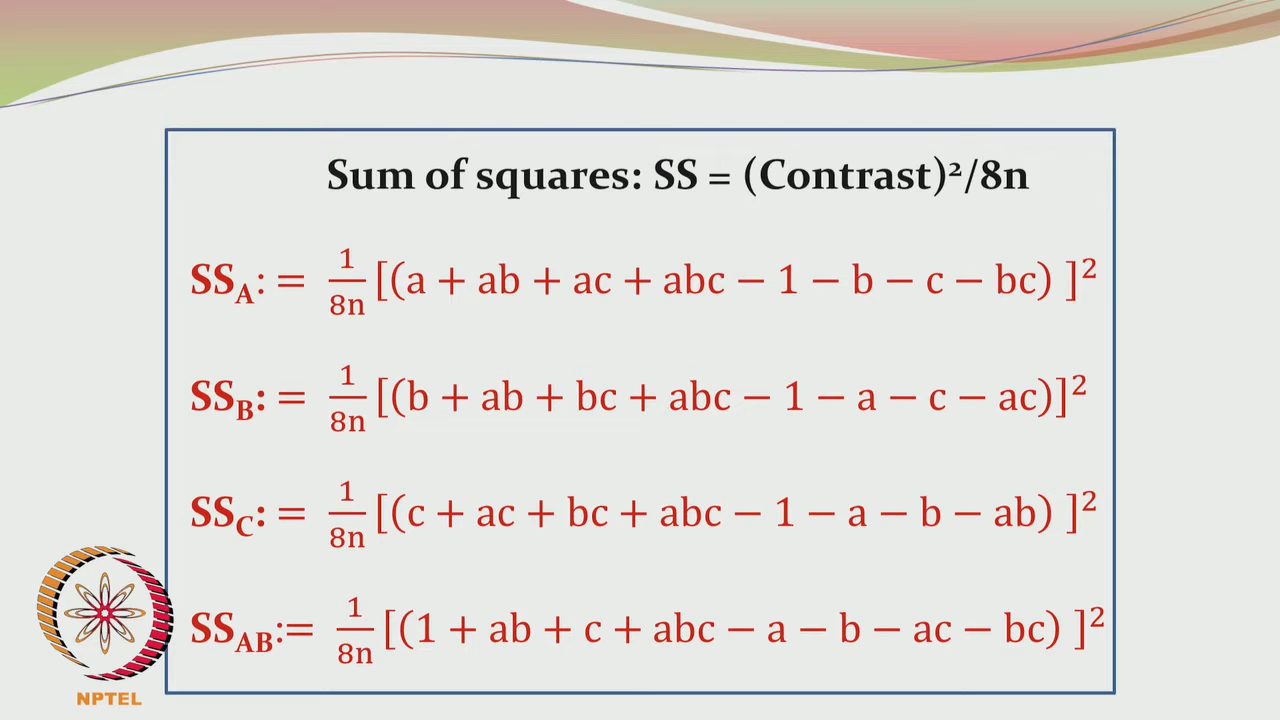 Sum of squares: SS = (Contrast)²/8n
SS_A: = 1/8n [(a + ab + ac + abc − 1 − b − c − bc) ]²
SS_B: = 1/8n [(b + ab + bc + abc − 1 − a − c − ac)]²
SS_C: = 1/8n [(c + ac + bc + abc − 1 − a − b − ab) ]²
SS_AB:= 1/8n [(1 + ab + c + abc − a − b − ac − bc) ]²
NPTEL